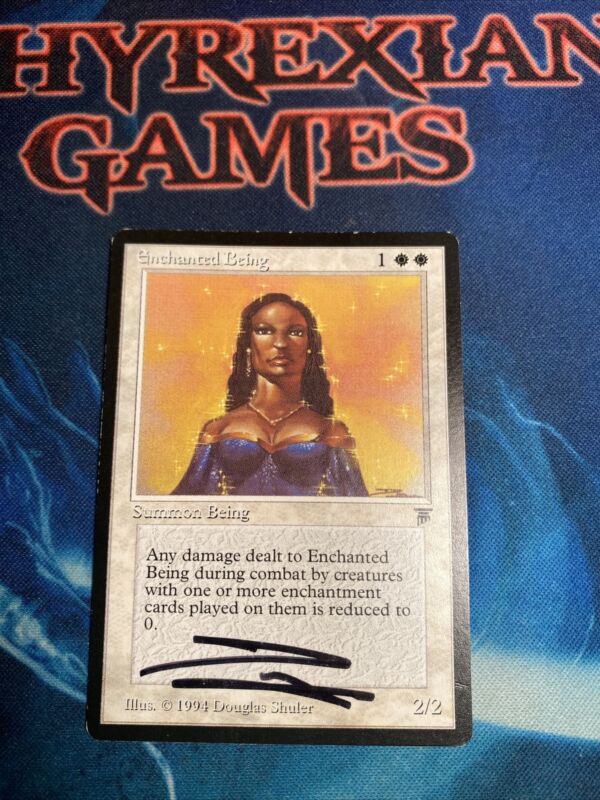 HYREXIAN
GAMES
Enchanted Being 1
Summon Being
Any damage dealt to Enchanted
Being during combat by creatures
with one or more enchantment
cards played on them is reduced to
0.
Illus. © 1994 Douglas Shuler 2/2